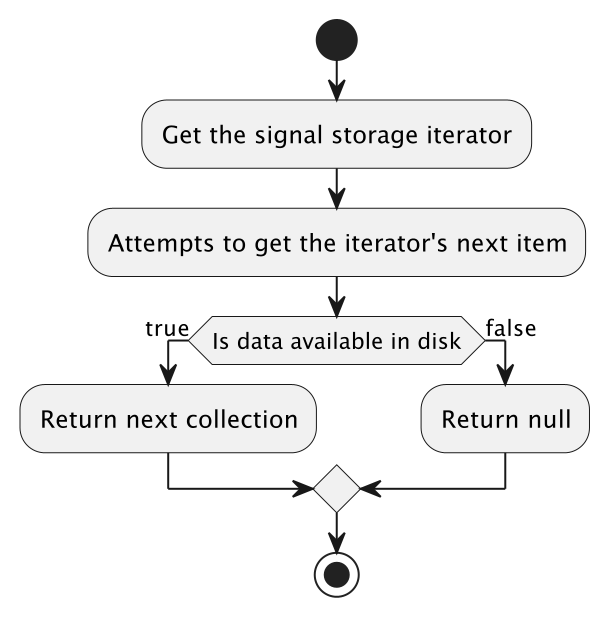 Get the signal storage iterator
Attempts to get the iterator's next item
true
Is data available in disk
false
Return next collection
Return null